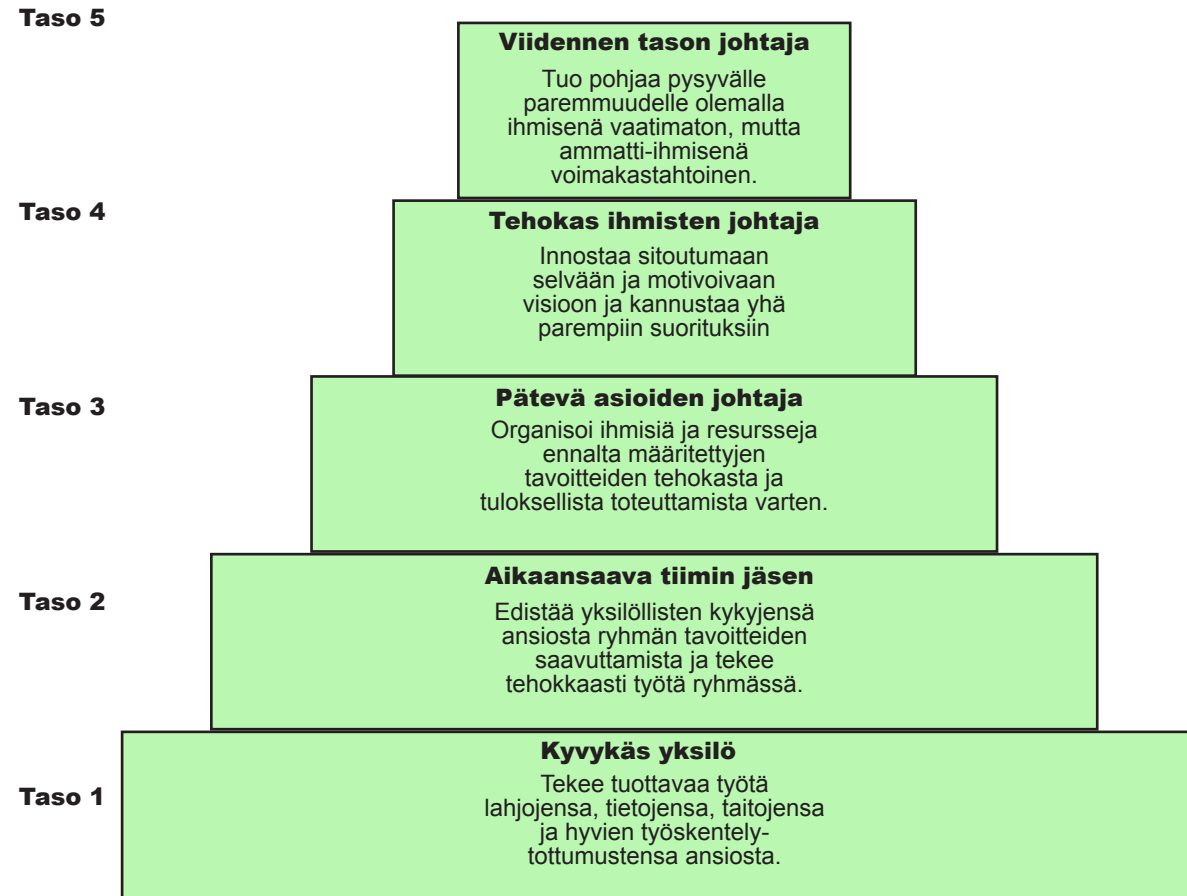 Taso 5
Viidennen tason johtaja
Tuo pohjaa pysyvälle
paremmuudelle olemalla
ihmisenä vaatimaton, mutta
ammatti-ihmisenä
voimakastahtoinen.
Taso 4
Tehokas ihmisten johtaja
Innostaa sitoutumaan
selvään ja motivoivaan
visioon ja kannustaa yhä
parempiin suorituksiin
Taso 3
Pätevä asioiden johtaja
Organisoi ihmisiä ja resursseja
ennalta määritettyjen
tavoitteiden tehokasta ja
tuloksellista toteuttamista varten.
Taso 2
Aikaansaava tiimin jäsen
Edistää yksilöllisten kykyjensä
ansiosta ryhmän tavoitteiden
saavuttamista ja tekee
tehokkaasti työtä ryhmässä.
Taso 1
Kyvykäs yksilö
Tekee tuottavaa työtä
lahjojensa, tietojensa, taitojensa
ja hyvien työskentely-
tottumustensa ansiosta.